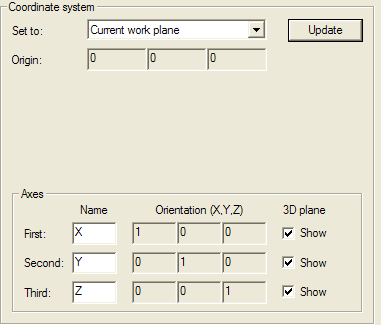 Coordinate system
Set to: Current work plane Update
Origin: 0 0 0
Axes
Name Orientation (X,Y,Z) 3D plane
First: X 1 0 0 Show
Second: Y 0 1 0 Show
Third: Z 0 0 1 Show